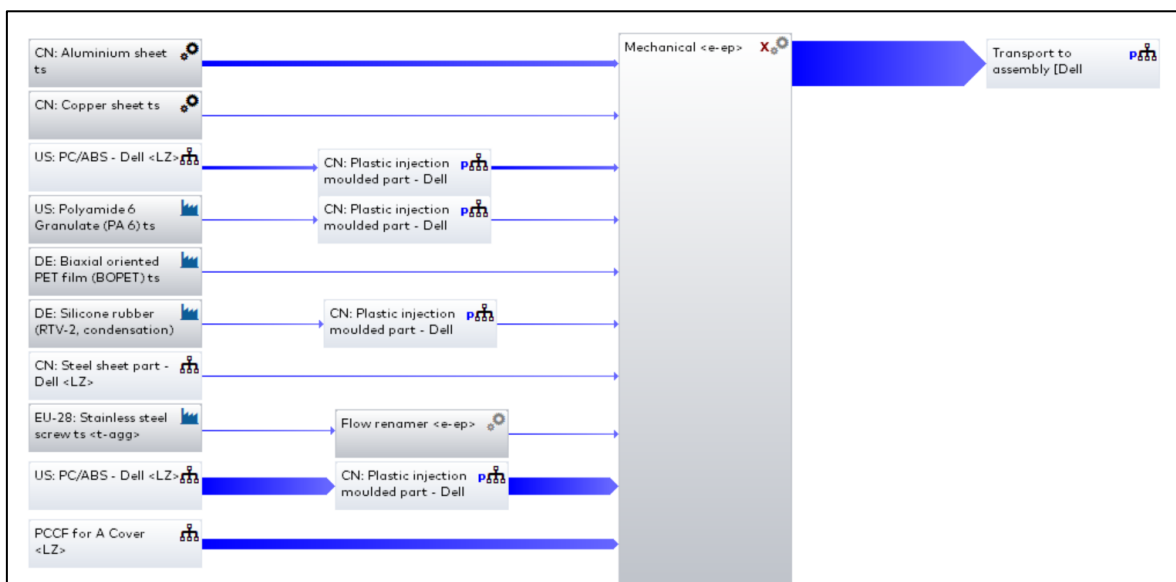 CN: Aluminium sheet
ts
Mechanical <e-ep>
X
Transport to
assembly [Dell
p
CN: Copper sheet ts
US: PC/ABS - Dell <LZ>
CN: Plastic injection
moulded part - Dell
p
US: Polyamide 6
Granulate (PA 6) ts
CN: Plastic injection
moulded part - Dell
p
DE: Biaxial oriented
PET film (BOPET) ts
DE: Silicone rubber
(RTV-2, condensation)
CN: Plastic injection
moulded part - Dell
p
CN: Steel sheet part -
Dell <LZ>
EU-28: Stainless steel
screw ts <t-agg>
Flow renamer <e-ep>
US: PC/ABS - Dell <LZ>
CN: Plastic injection
moulded part - Dell
p
PCCF for A Cover
<LZ>